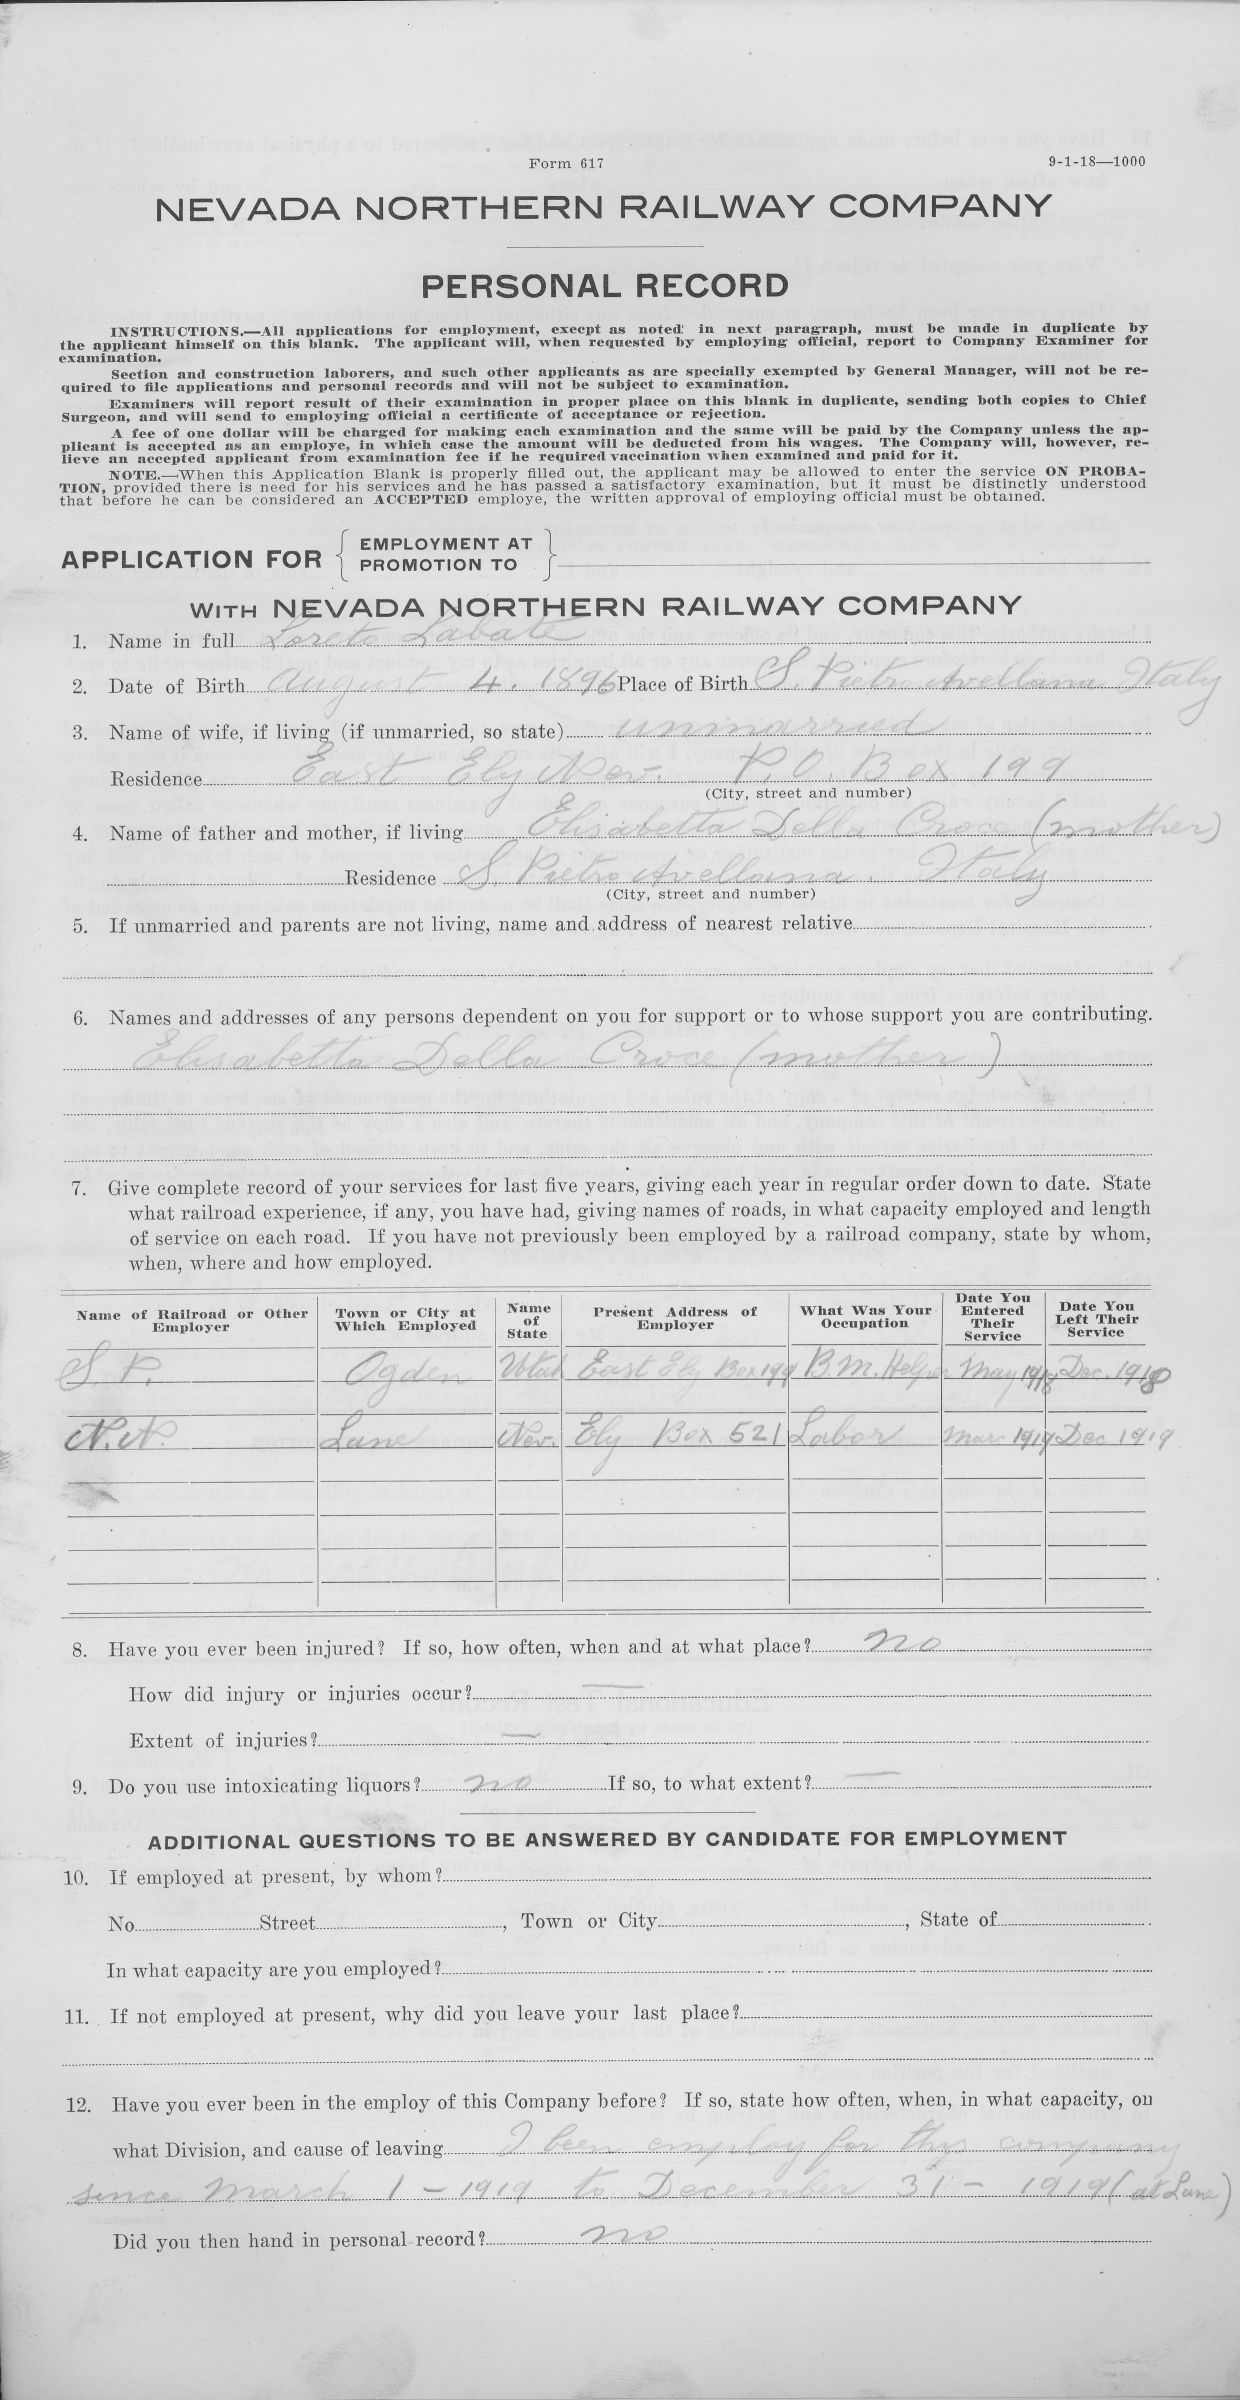 Form 617
9-1-18—1000
NEVADA NORTHERN RAILWAY COMPANY
PERSONAL RECORD
INSTRUCTIONS.—All applications for employment, except as noted in next paragraph, must be made in duplicate by
the applicant himself on this blank. The applicant will, when requested by employing official, report to Company Examiner for
examination.
Section and construction laborers, and such other applicants as are specially exempted by General Manager, will not be re-
quired to file applications and personal records and will not be subject to examination.
Examiners will report result of their examination in proper place on this blank in duplicate, sending both copies to Chief
Surgeon, and will send to employing official a certificate of acceptance or rejection.
A fee of one dollar will be charged for making each examination and the same will be paid by the Company unless the ap-
plicant is accepted as an employe, in which case the amount will be deducted from his wages. The Company will, however, re-
lieve an accepted applicant from examination fee if he required vaccination when examined and paid for it.
NOTE.—When this Application Blank is properly filled out, the applicant may be allowed to enter the service ON PROBA-
TION, provided there is need for his services and he has passed a satisfactory examination, but it must be distinctly understood
that before he can be considered an ACCEPTED employe, the written approval of employing official must be obtained.
APPLICATION FOR { EMPLOYMENT AT
PROMOTION TO }
WITH NEVADA NORTHERN RAILWAY COMPANY
1. Name in full Loreto Labate
2. Date of Birth August 4. 1896 Place of Birth S. Pietro Avellana Italy
3. Name of wife, if living (if unmarried, so state) unmarried
Residence East Ely Nev. P.O. Box 199
(City, street and number)
4. Name of father and mother, if living Elisabetta Della Croce (mother)
Residence S. Pietro Avellana. Italy
(City, street and number)
5. If unmarried and parents are not living, name and address of nearest relative
6. Names and addresses of any persons dependent on you for support or to whose support you are contributing.
Elisabetta Della Croce (mother)
7. Give complete record of your services for last five years, giving each year in regular order down to date. State
what railroad experience, if any, you have had, giving names of roads, in what capacity employed and length
of service on each road. If you have not previously been employed by a railroad company, state by whom,
when, where and how employed.
Name of Railroad or Other Employer Town or City at Which Employed Name of State Present Address of Employer What Was Your Occupation Date You Entered Their Service Date You Left Their Service
S. P. Ogden Utah East Ely Box 199 B.M. Helper May 1918 Dec. 1918
N.N. Lane Nev. Ely Box 521 Labor Mar 1919 Dec 1919
8. Have you ever been injured? If so, how often, when and at what place? no
How did injury or injuries occur? —
Extent of injuries? —
9. Do you use intoxicating liquors? no If so, to what extent? —
ADDITIONAL QUESTIONS TO BE ANSWERED BY CANDIDATE FOR EMPLOYMENT
10. If employed at present, by whom?
No. Street , Town or City , State of
In what capacity are you employed?
11. If not employed at present, why did you leave your last place?
12. Have you ever been in the employ of this Company before? If so, state how often, when, in what capacity, on
what Division, and cause of leaving I been employ for thys company
since March 1 – 1919 to December 31 – 1919 (at Lane)
Did you then hand in personal record? no